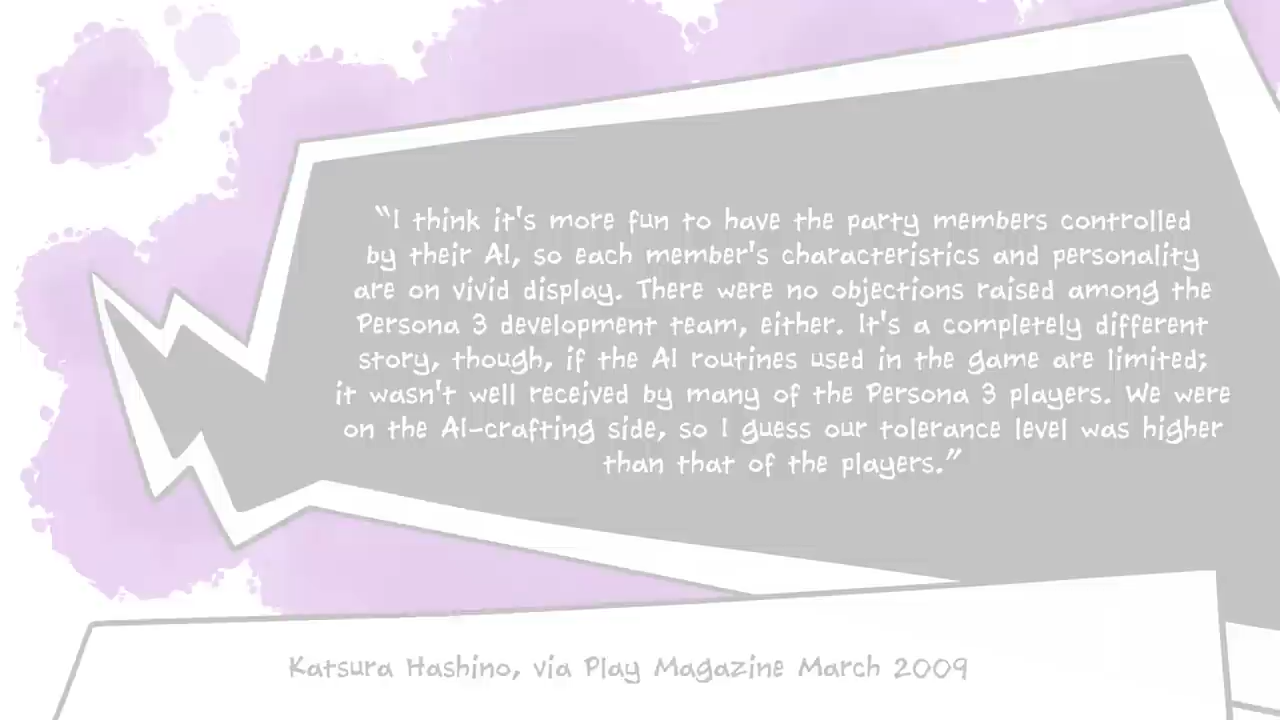 “I think it's more fun to have the party members controlled
by their AI, so each member's characteristics and personality
are on vivid display. There were no objections raised among the
Persona 3 development team, either. It's a completely different
story, though, if the AI routines used in the game are limited;
it wasn't well received by many of the Persona 3 players. We were
on the AI-crafting side, so I guess our tolerance level was higher
than that of the players.”
Katsura Hashino, via Play Magazine March 2009